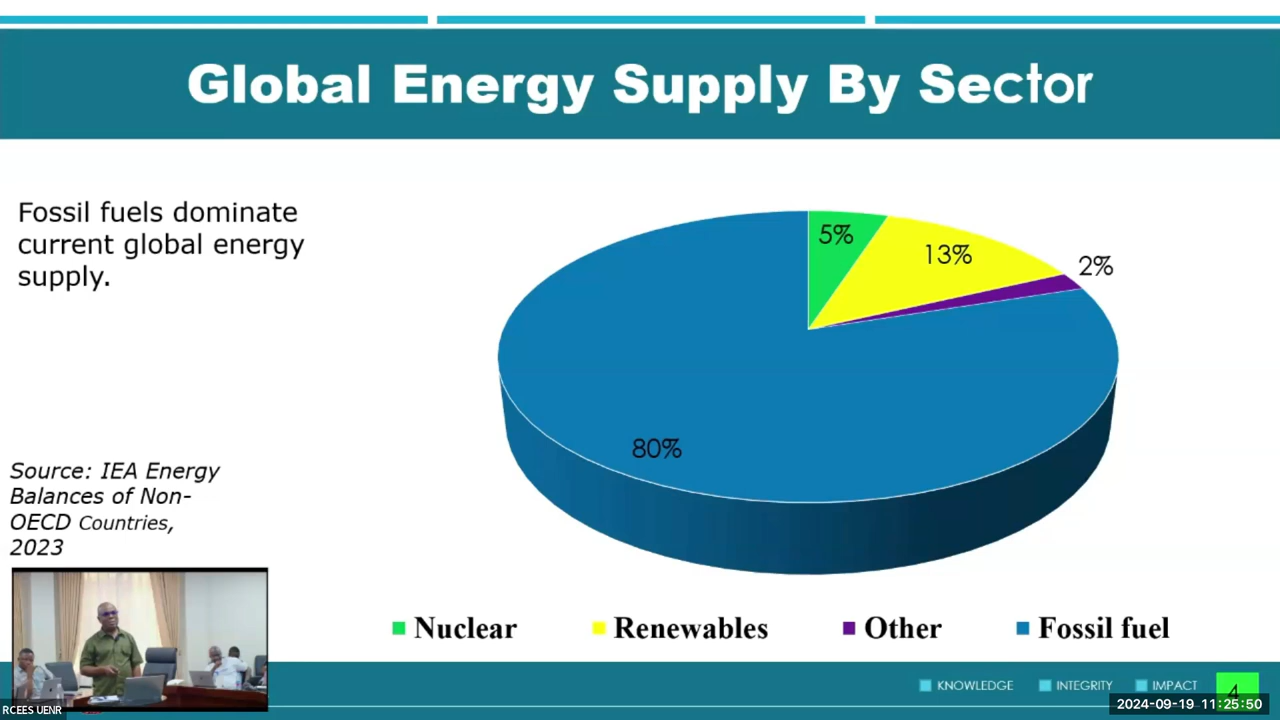 Global Energy Supply By Sector
Fossil fuels dominate
current global energy
supply.
5%
13%
2%
80%
Source: IEA Energy
Balances of Non-
OECD Countries,
2023
Nuclear
Renewables
Other
Fossil fuel
KNOWLEDGE
INTEGRITY
IMPACT
4
RCEES UENR
2024-09-19 11:25:50